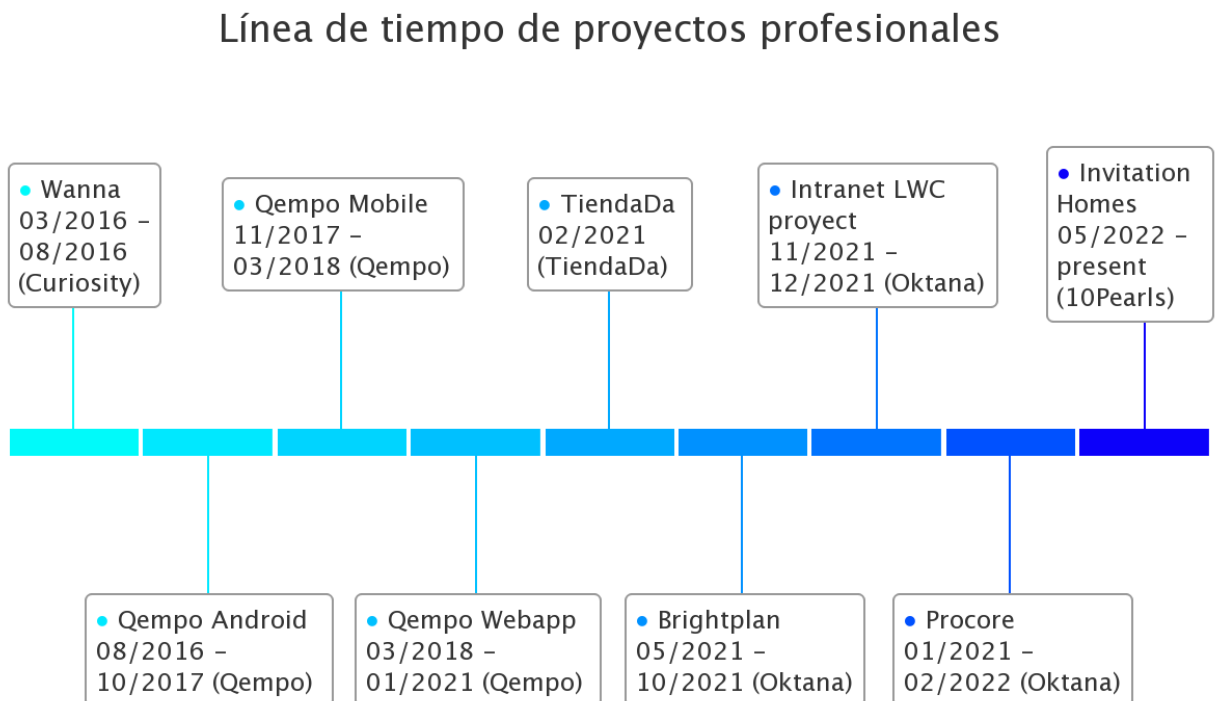 Línea de tiempo de proyectos profesionales
• Wanna
03/2016 –
08/2016
(Curiosity)
• Qempo Mobile
11/2017 –
03/2018 (Qempo)
• TiendaDa
02/2021
(TiendaDa)
• Intranet LWC
proyect
11/2021 –
12/2021 (Oktana)
• Invitation
Homes
05/2022 –
present
(10Pearls)
• Qempo Android
08/2016 –
10/2017 (Qempo)
• Qempo Webapp
03/2018 –
01/2021 (Qempo)
• Brightplan
05/2021 –
10/2021 (Oktana)
• Procore
01/2021 –
02/2022 (Oktana)